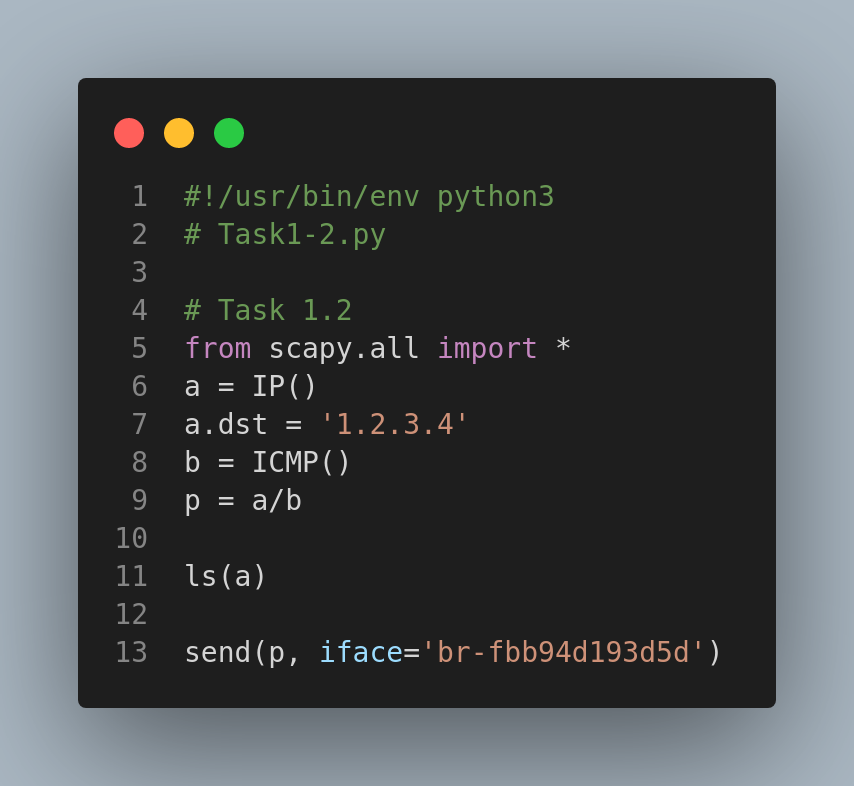 1 #!/usr/bin/env python3
2 # Task1-2.py
3
4 # Task 1.2
5 from scapy.all import *
6 a = IP()
7 a.dst = '1.2.3.4'
8 b = ICMP()
9 p = a/b
10
11 ls(a)
12
13 send(p, iface='br-fbb94d193d5d')